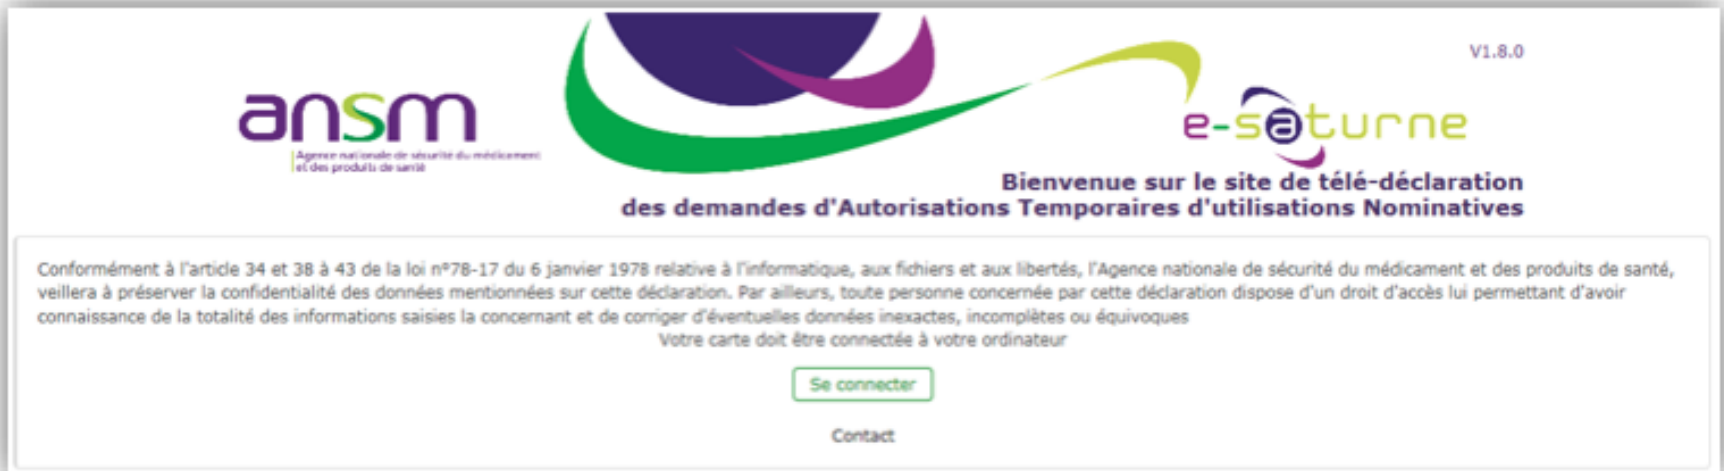 V1.8.0
ansm
Agence nationale de sécurité du médicament
et des produits de santé
e-saturne
Bienvenue sur le site de télé-déclaration
des demandes d'Autorisations Temporaires d'utilisations Nominatives
Conformément à l'article 34 et 38 à 43 de la loi n°78-17 du 6 janvier 1978 relative à l'informatique, aux fichiers et aux libertés, l'Agence nationale de sécurité du médicament et des produits de santé,
veillera à préserver la confidentialité des données mentionnées sur cette déclaration. Par ailleurs, toute personne concernée par cette déclaration dispose d'un droit d'accès lui permettant d'avoir
connaissance de la totalité des informations saisies la concernant et de corriger d'éventuelles données inexactes, incomplètes ou équivoques
Votre carte doit être connectée à votre ordinateur
Se connecter
Contact